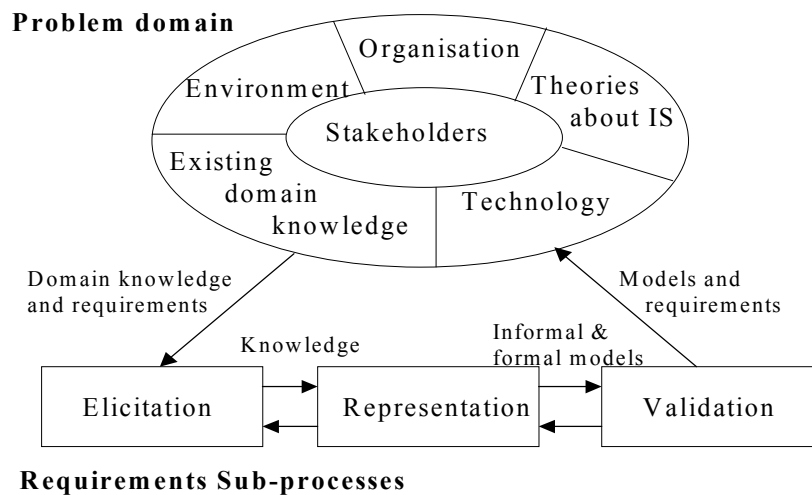 Problem domain
Organisation
Environment
Theories
about IS
Stakeholders
Existing
domain
knowledge
Technology
Domain knowledge
and requirements
Models and
requirements
Knowledge
Informal &
formal models
Elicitation
Representation
Validation
Requirements Sub-processes